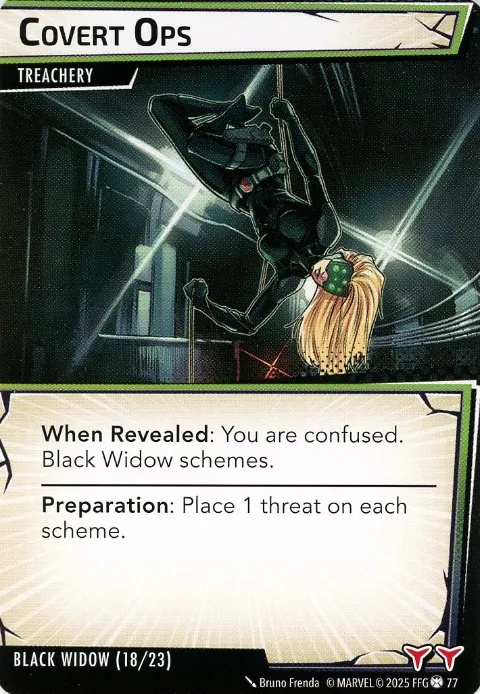 Covert Ops
TREACHERY
When Revealed: You are confused.
Black Widow schemes.
Preparation: Place 1 threat on each
scheme.
BLACK WIDOW (18/23)
Bruno Frenda © MARVEL © 2025 FFG 77